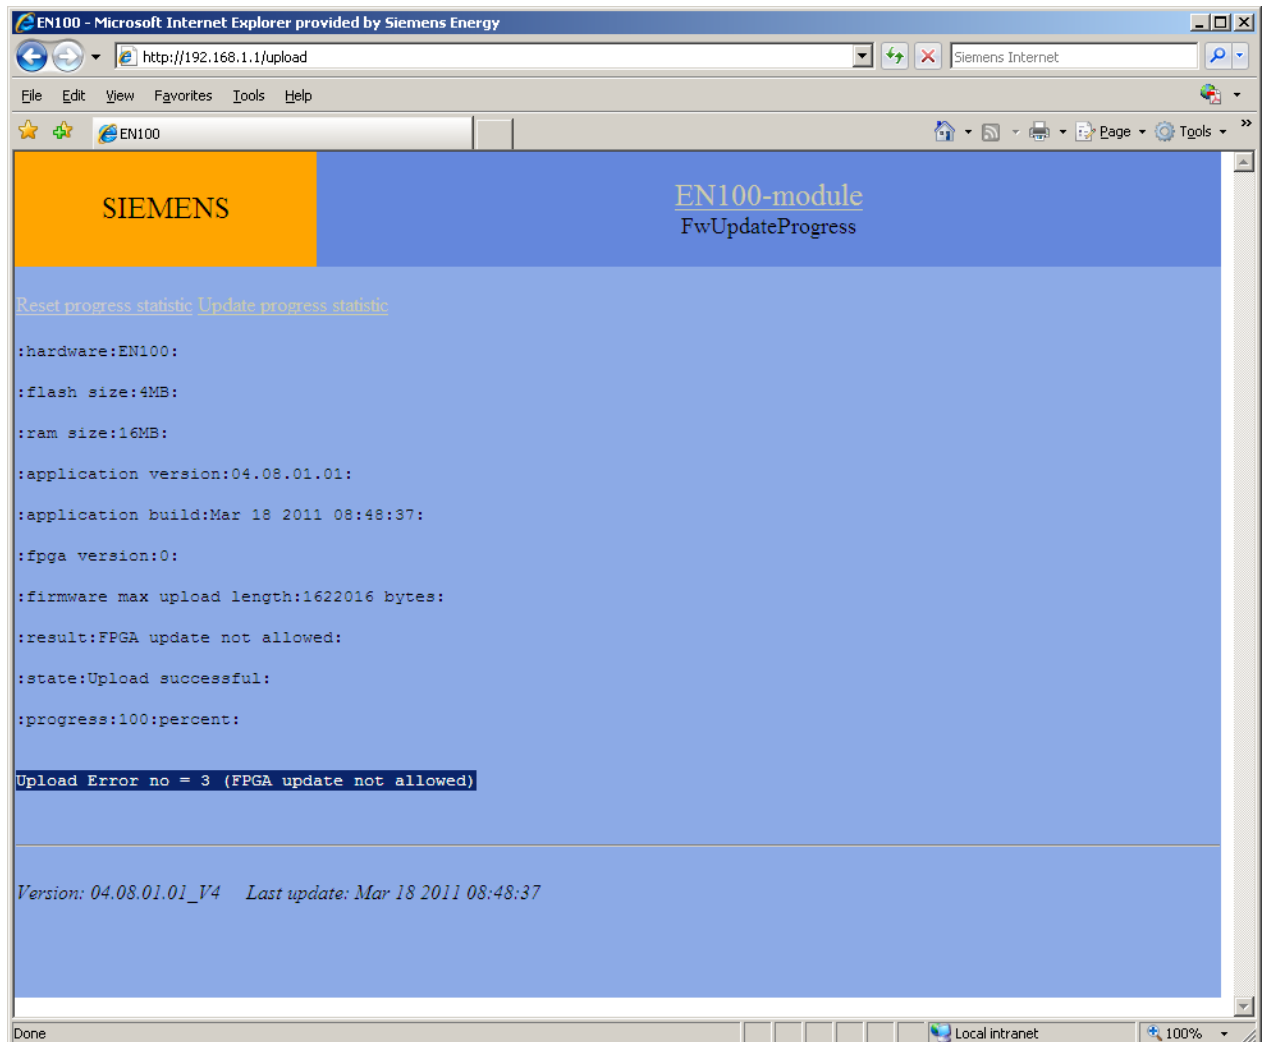 EN100 - Microsoft Internet Explorer provided by Siemens Energy
http://192.168.1.1/upload
Siemens Internet
File Edit View Favorites Tools Help
EN100
Page Tools »
SIEMENS
EN100-module
FwUpdateProgress
Reset progress statistic Update progress statistic
:hardware:EN100:
:flash size:4MB:
:ram size:16MB:
:application version:04.08.01.01:
:application build:Mar 18 2011 08:48:37:
:fpga version:0:
:firmware max upload length:1622016 bytes:
:result:FPGA update not allowed:
:state:Upload successful:
:progress:100:percent:
Upload Error no = 3 (FPGA update not allowed)
Version: 04.08.01.01_V4 Last update: Mar 18 2011 08:48:37
Done
Local intranet
100%